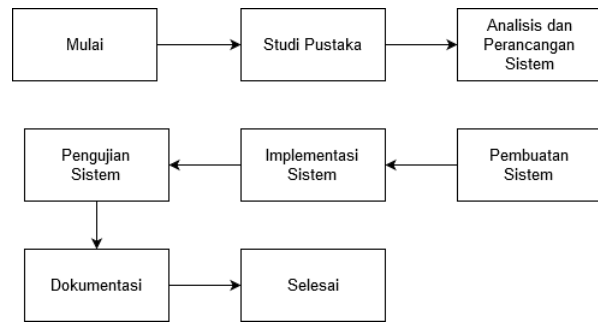 Mulai
Studi Pustaka
Analisis dan
Perancangan
Sistem
Pembuatan
Sistem
Implementasi
Sistem
Pengujian
Sistem
Dokumentasi
Selesai